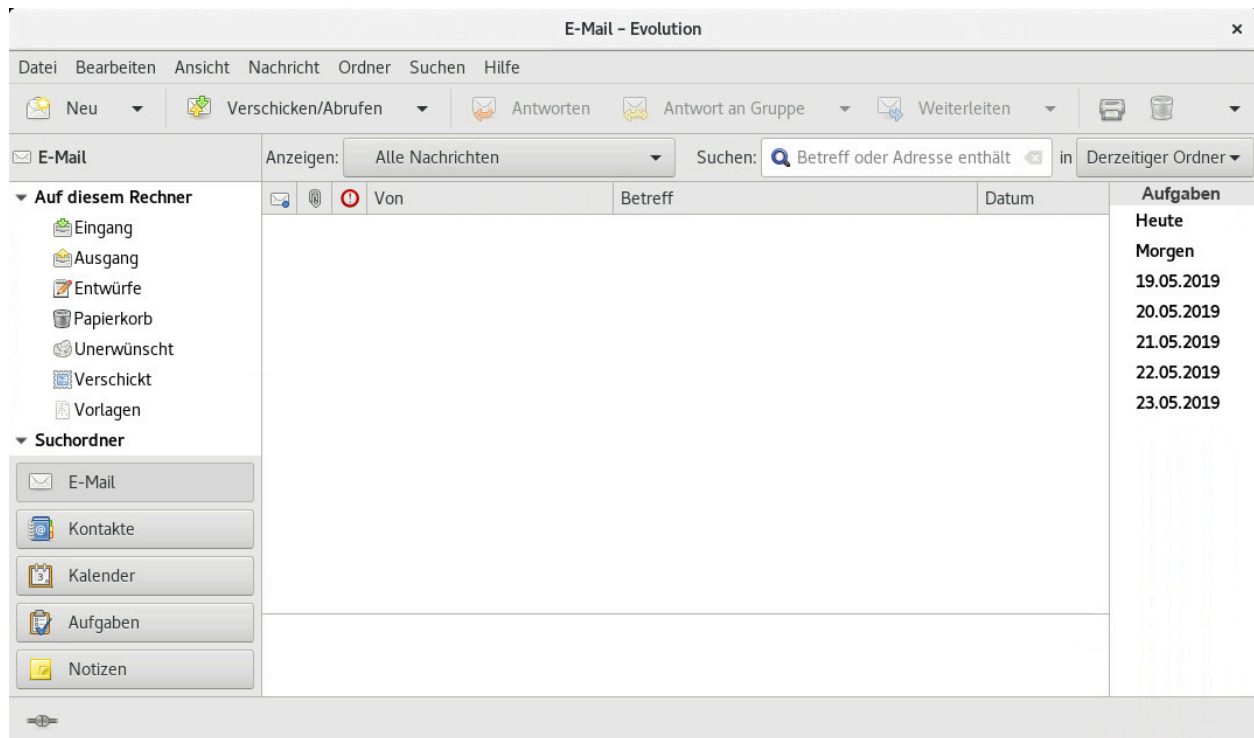 E-Mail – Evolution
Datei Bearbeiten Ansicht Nachricht Ordner Suchen Hilfe
Neu Verschicken/Abrufen Antworten Antwort an Gruppe Weiterleiten
E-Mail Anzeigen: Alle Nachrichten Suchen: Betreff oder Adresse enthält in Derzeitiger Ordner
Auf diesem Rechner
Eingang
Ausgang
Entwürfe
Papierkorb
Unerwünscht
Verschickt
Vorlagen
Suchordner
E-Mail
Kontakte
Kalender
Aufgaben
Notizen
Von Betreff Datum
Aufgaben
Heute
Morgen
19.05.2019
20.05.2019
21.05.2019
22.05.2019
23.05.2019